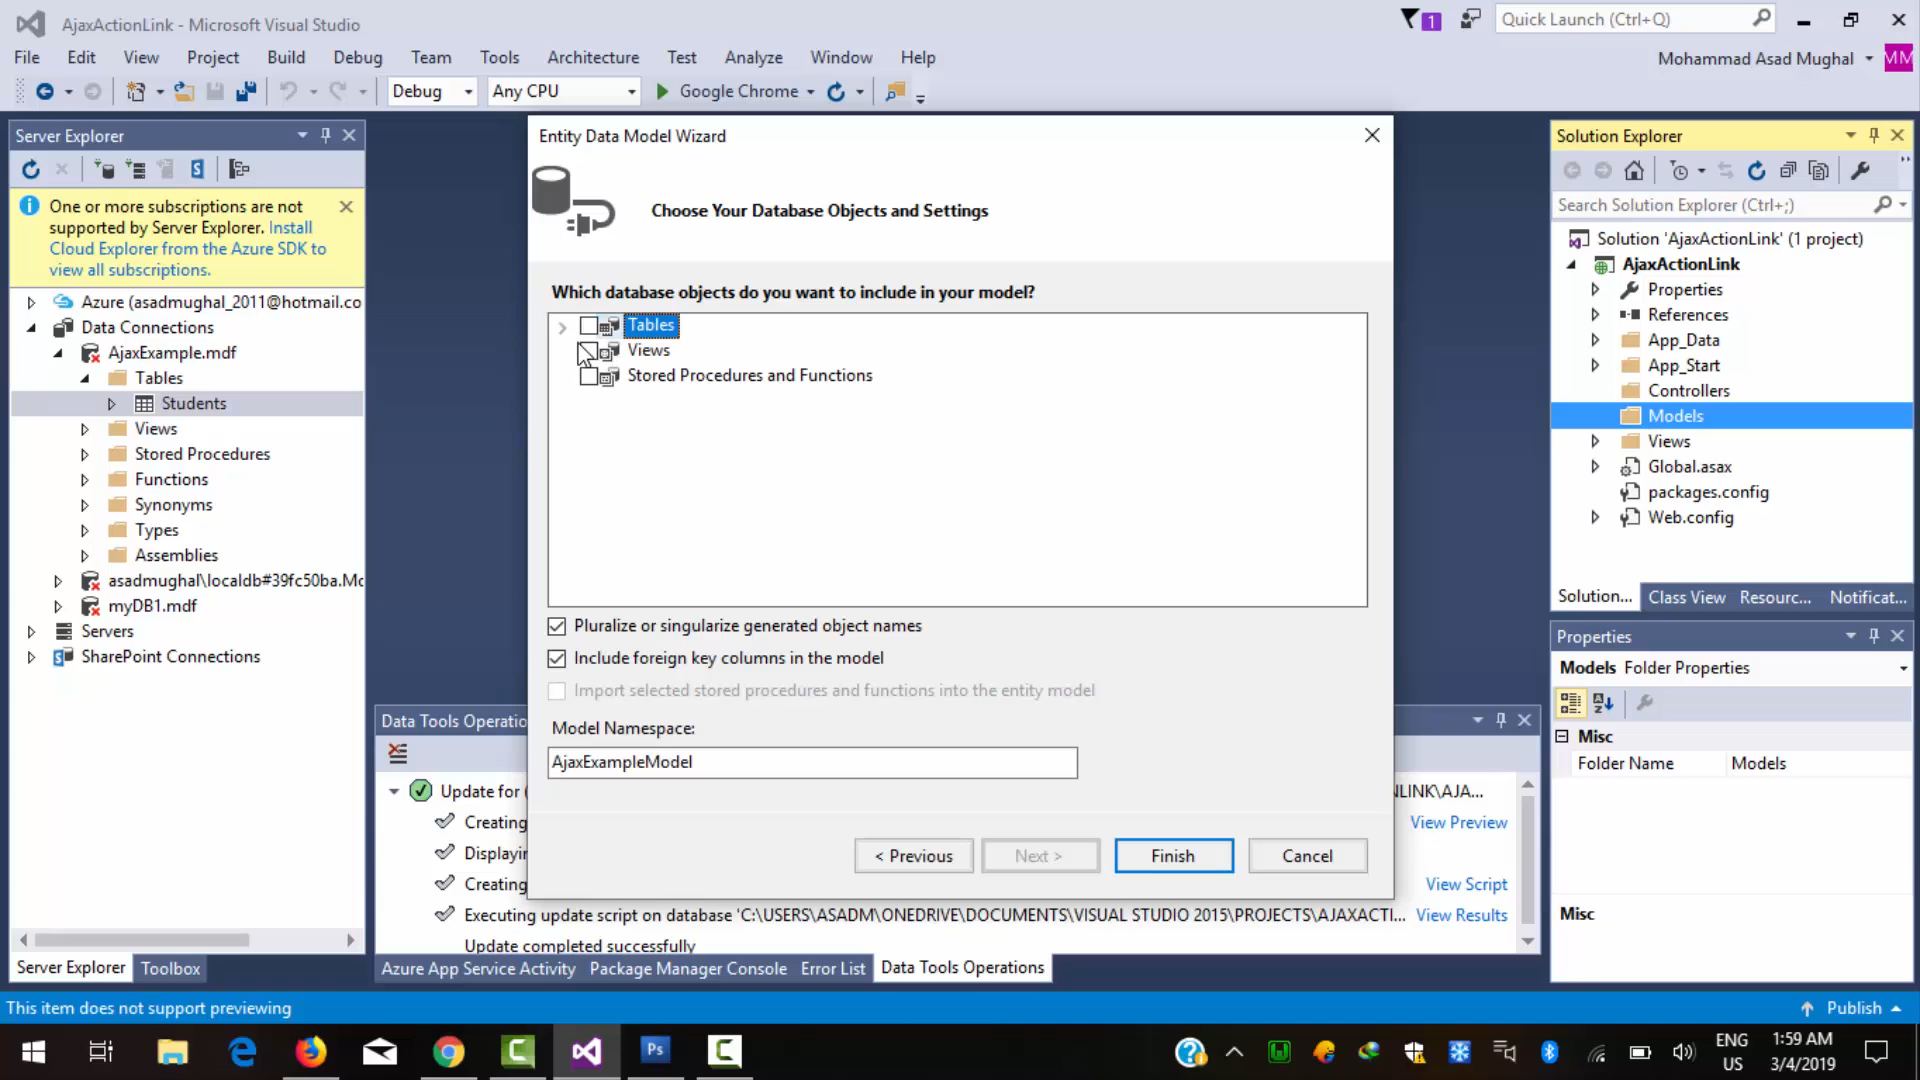 AjaxActionLink - Microsoft Visual Studio
1
Quick Launch (Ctrl+Q)
File Edit View Project Build Debug Team Tools Architecture Test Analyze Window Help
Mohammad Asad Mughal
MM
Debug
Any CPU
Google Chrome
Server Explorer
One or more subscriptions are not
supported by Server Explorer. Install
Cloud Explorer from the Azure SDK to
view all subscriptions.
Azure (asadmughal_2011@hotmail.co
Data Connections
AjaxExample.mdf
Tables
Students
Views
Stored Procedures
Functions
Synonyms
Types
Assemblies
asadmughal\localdb#39fc50ba.Mc
myDB1.mdf
Servers
SharePoint Connections
Server Explorer
Toolbox
Entity Data Model Wizard
Choose Your Database Objects and Settings
Which database objects do you want to include in your model?
Tables
Views
Stored Procedures and Functions
Pluralize or singularize generated object names
Include foreign key columns in the model
Import selected stored procedures and functions into the entity model
Model Namespace:
AjaxExampleModel
< Previous
Next >
Finish
Cancel
Data Tools Operatio
Update for (
NLINK\AJA...
Creating
View Preview
Displayin
Creating
View Script
Executing update script on database 'C:\USERS\ASADM\ONEDRIVE\DOCUMENTS\VISUAL STUDIO 2015\PROJECTS\AJAXACTI...
View Results
Update completed successfully
Azure App Service Activity
Package Manager Console
Error List
Data Tools Operations
Solution Explorer
Search Solution Explorer (Ctrl+;)
Solution 'AjaxActionLink' (1 project)
AjaxActionLink
Properties
References
App_Data
App_Start
Controllers
Models
Views
Global.asax
packages.config
Web.config
Solution...
Class View
Resourc...
Notificat...
Properties
Models Folder Properties
Misc
Folder Name
Models
Misc
This item does not support previewing
Publish
Ps
ENG
US
1:59 AM
3/4/2019